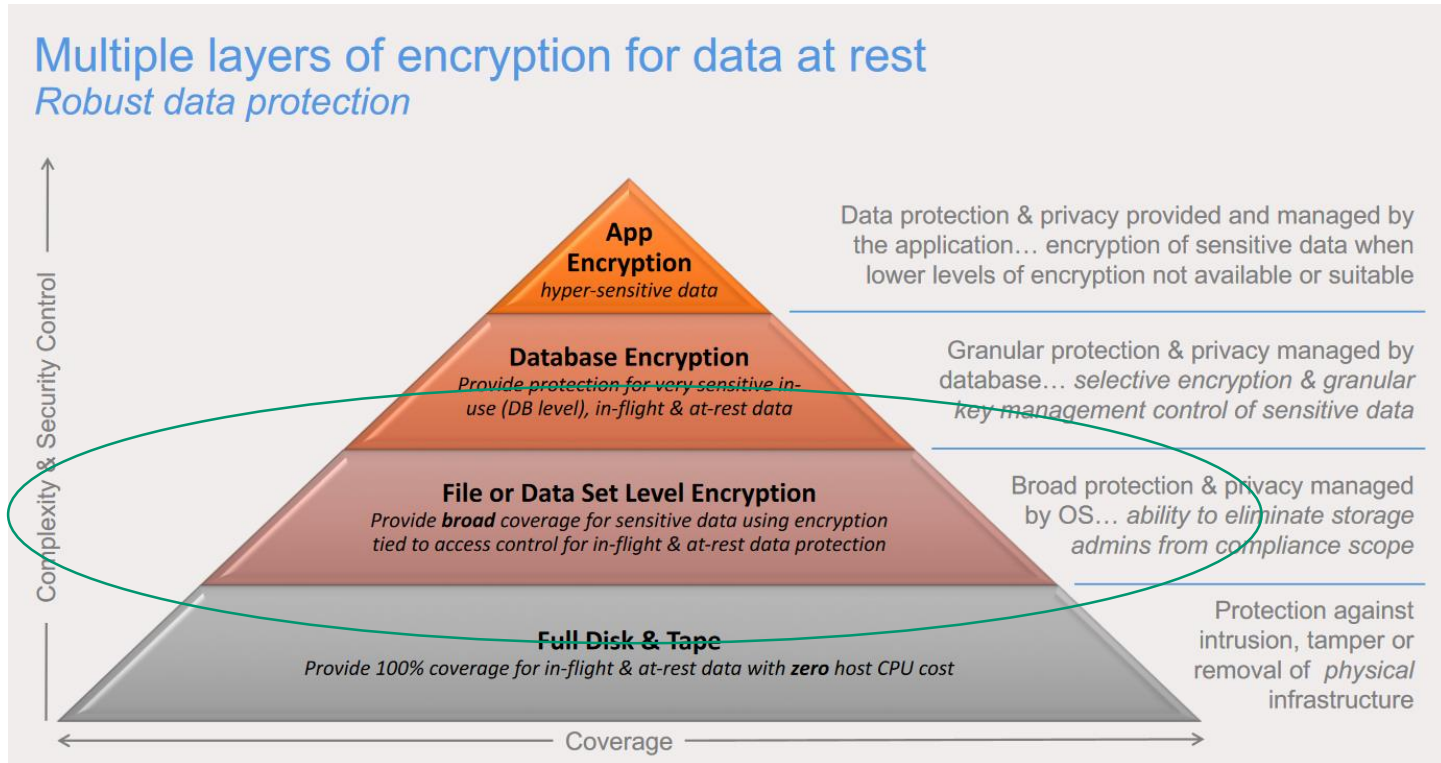 Multiple layers of encryption for data at rest
Robust data protection
Complexity & Security Control
App
Encryption
hyper-sensitive data
Data protection & privacy provided and managed by
the application… encryption of sensitive data when
lower levels of encryption not available or suitable
Database Encryption
Provide protection for very sensitive in-
use (DB level), in-flight & at-rest data
Granular protection & privacy managed by
database… selective encryption & granular
key management control of sensitive data
File or Data Set Level Encryption
Provide broad coverage for sensitive data using encryption
tied to access control for in-flight & at-rest data protection
Broad protection & privacy managed
by OS… ability to eliminate storage
admins from compliance scope
Full Disk & Tape
Provide 100% coverage for in-flight & at-rest data with zero host CPU cost
Protection against
intrusion, tamper or
removal of physical
infrastructure
Coverage